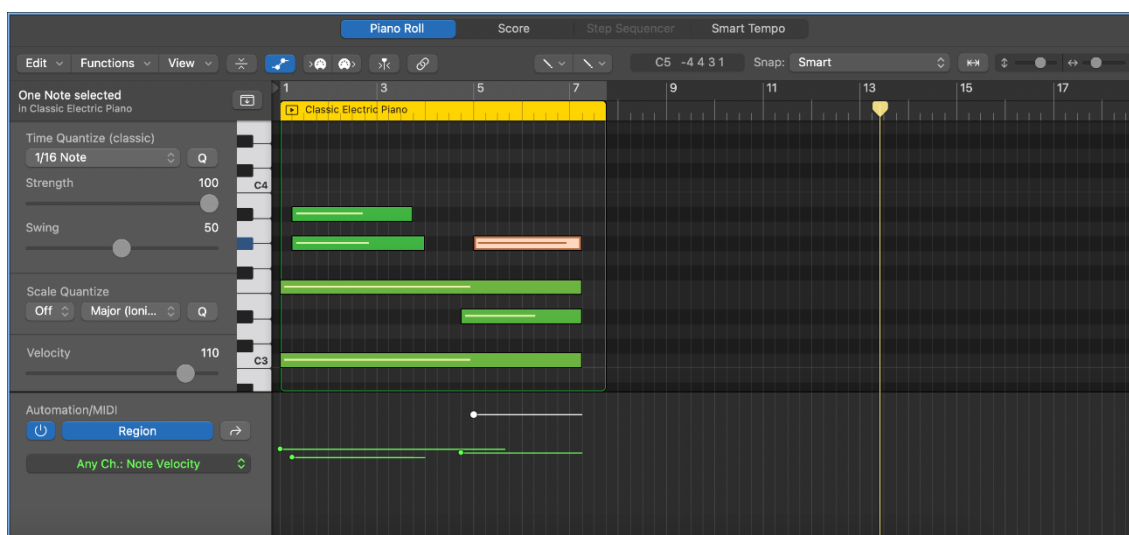 Piano Roll Score Step Sequencer Smart Tempo
Edit Functions View C5 -4 4 3 1 Snap: Smart
One Note selected
in Classic Electric Piano
1 3 5 7 9 11 13 15 17
Classic Electric Piano
Time Quantize (classic)
1/16 Note Q
Strength 100
C4
Swing 50
Scale Quantize
Off Major (Ioni... Q
Velocity 110
C3
Automation/MIDI
Region
Any Ch.: Note Velocity